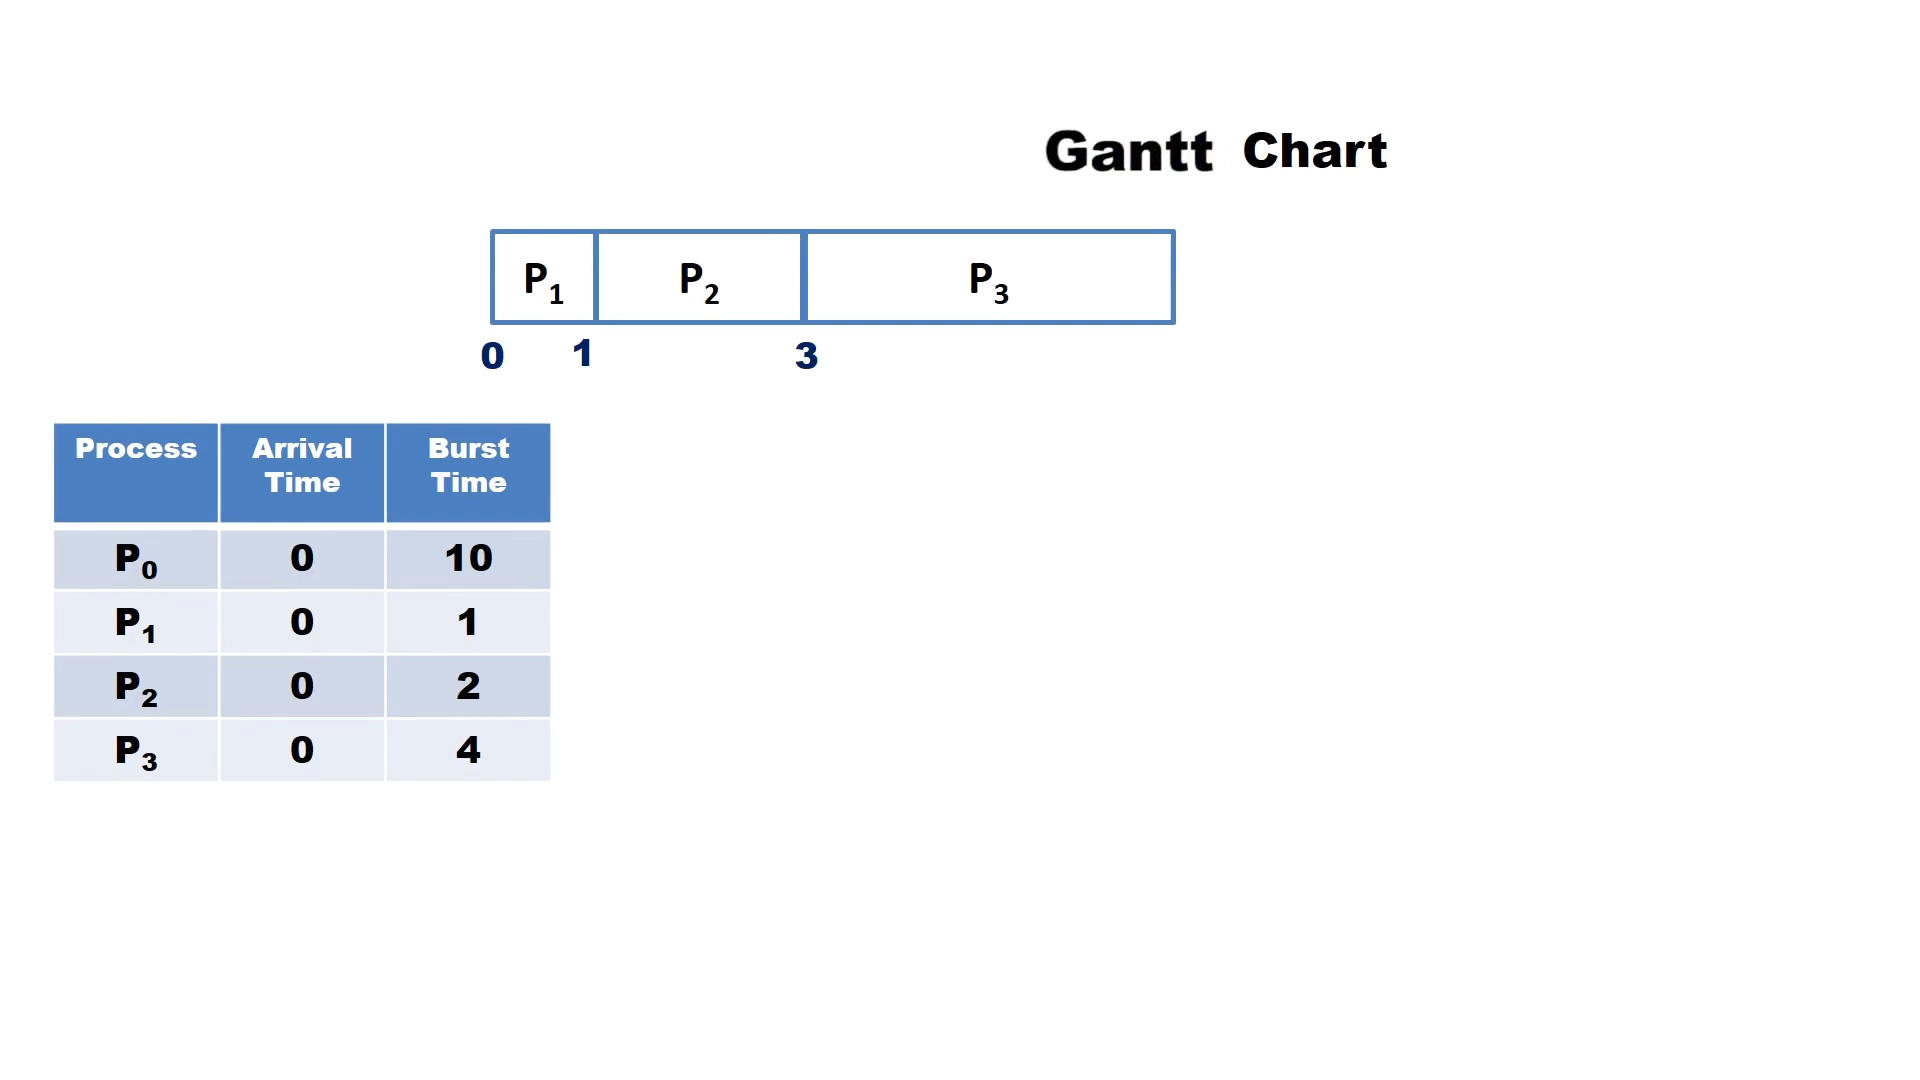 Gantt Chart
P1 P2 P3
0 1 3
Process Arrival Time Burst Time
P0 0 10
P1 0 1
P2 0 2
P3 0 4